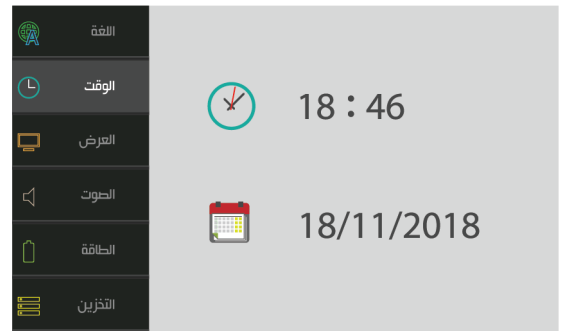 اللغة
الوقت
العرض
الصوت
الطاقة
التخزين
18 : 46
18/11/2018